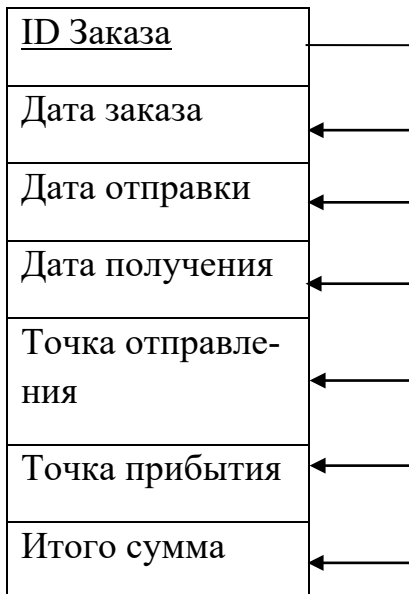 ID Заказа
Дата заказа
Дата отправки
Дата получения
Точка отправле-
ния
Точка прибытия
Итого сумма